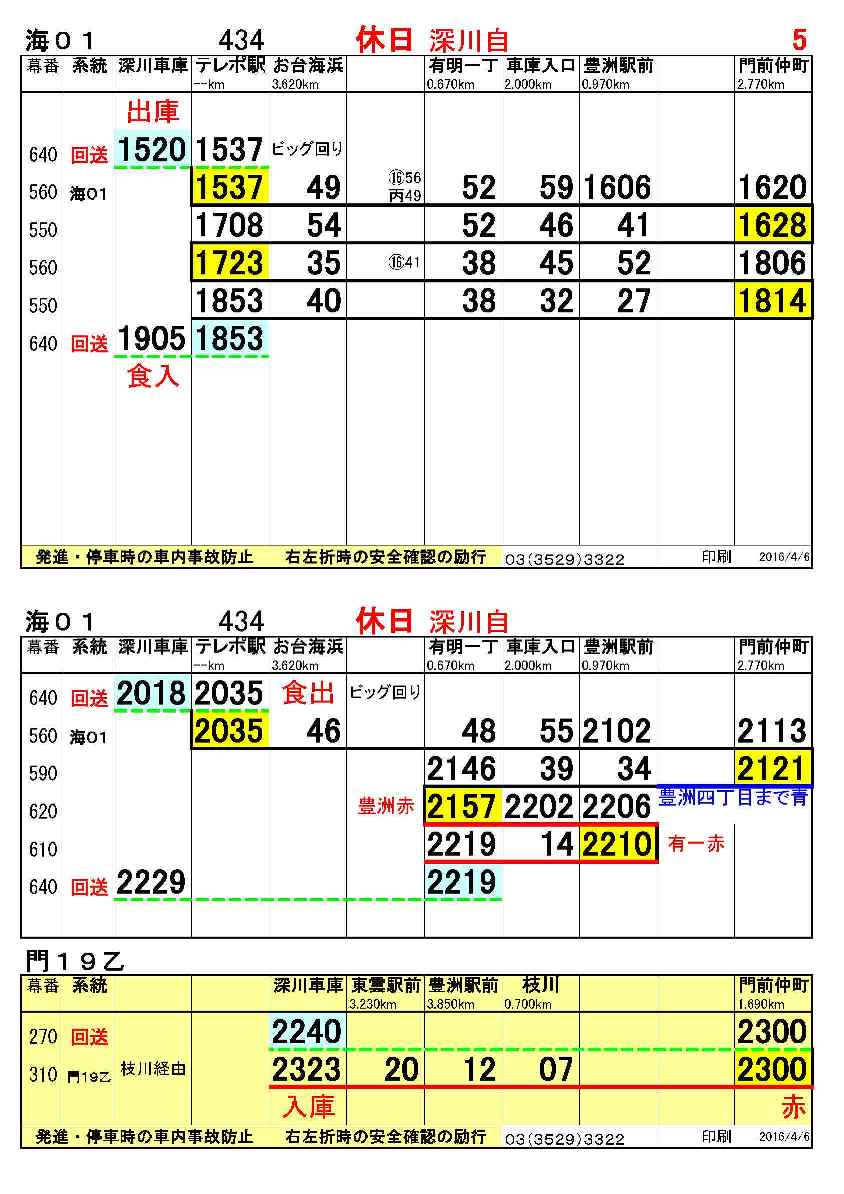 海０１ 434 休日 深川自 5
幕番 系統 深川車庫 テレポ駅 お台海浜 有明一丁 車庫入口 豊洲駅前 門前仲町
--km 3.620km 0.670km 2.000km 0.970km 2.770km
出庫
640 回送 1520 1537 ビッグ回り
560 海01 1537 49 ⑯56 丙49 52 59 1606 1620
550 1708 54 52 46 41 1628
560 1723 35 ⑯41 38 45 52 1806
550 1853 40 38 32 27 1814
640 回送 1905 1853
食入
発進・停車時の車内事故防止 右左折時の安全確認の励行 03(3529)3322 印刷 2016/4/6
海０１ 434 休日 深川自
幕番 系統 深川車庫 テレポ駅 お台海浜 有明一丁 車庫入口 豊洲駅前 門前仲町
--km 3.620km 0.670km 2.000km 0.970km 2.770km
640 回送 2018 2035 食出 ビッグ回り
560 海01 2035 46 48 55 2102 2113
590 2146 39 34 2121
620 豊洲赤 2157 2202 2206 豊洲四丁目まで青
610 2219 14 2210 有一赤
640 回送 2229 2219
門１９乙
幕番 系統 深川車庫 東雲駅前 豊洲駅前 枝川 門前仲町
3.230km 3.850km 0.700km 1.690km
270 回送 2240 2300
310 門19乙 枝川経由 2323 20 12 07 2300
入庫 赤
発進・停車時の車内事故防止 右左折時の安全確認の励行 03(3529)3322 印刷 2016/4/6